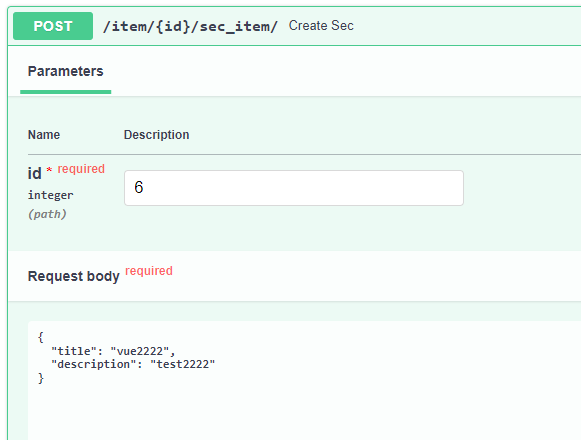 POST /item/{id}/sec_item/ Create Sec
Parameters
Name Description
id * required
integer
(path)
6
Request body required
{
"title": "vue2222",
"description": "test2222"
}